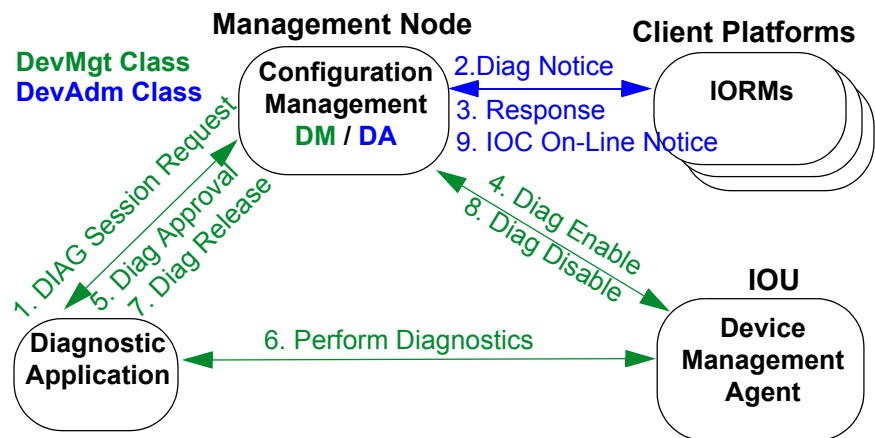 Management Node
Client Platforms
DevMgt Class
DevAdm Class
Configuration
Management
DM / DA
2.Diag Notice
3. Response
9. IOC On-Line Notice
IORMs
1. DIAG Session Request
5. Diag Approval
7. Diag Release
4. Diag Enable
8. Diag Disable
IOU
Diagnostic
Application
6. Perform Diagnostics
Device
Management
Agent